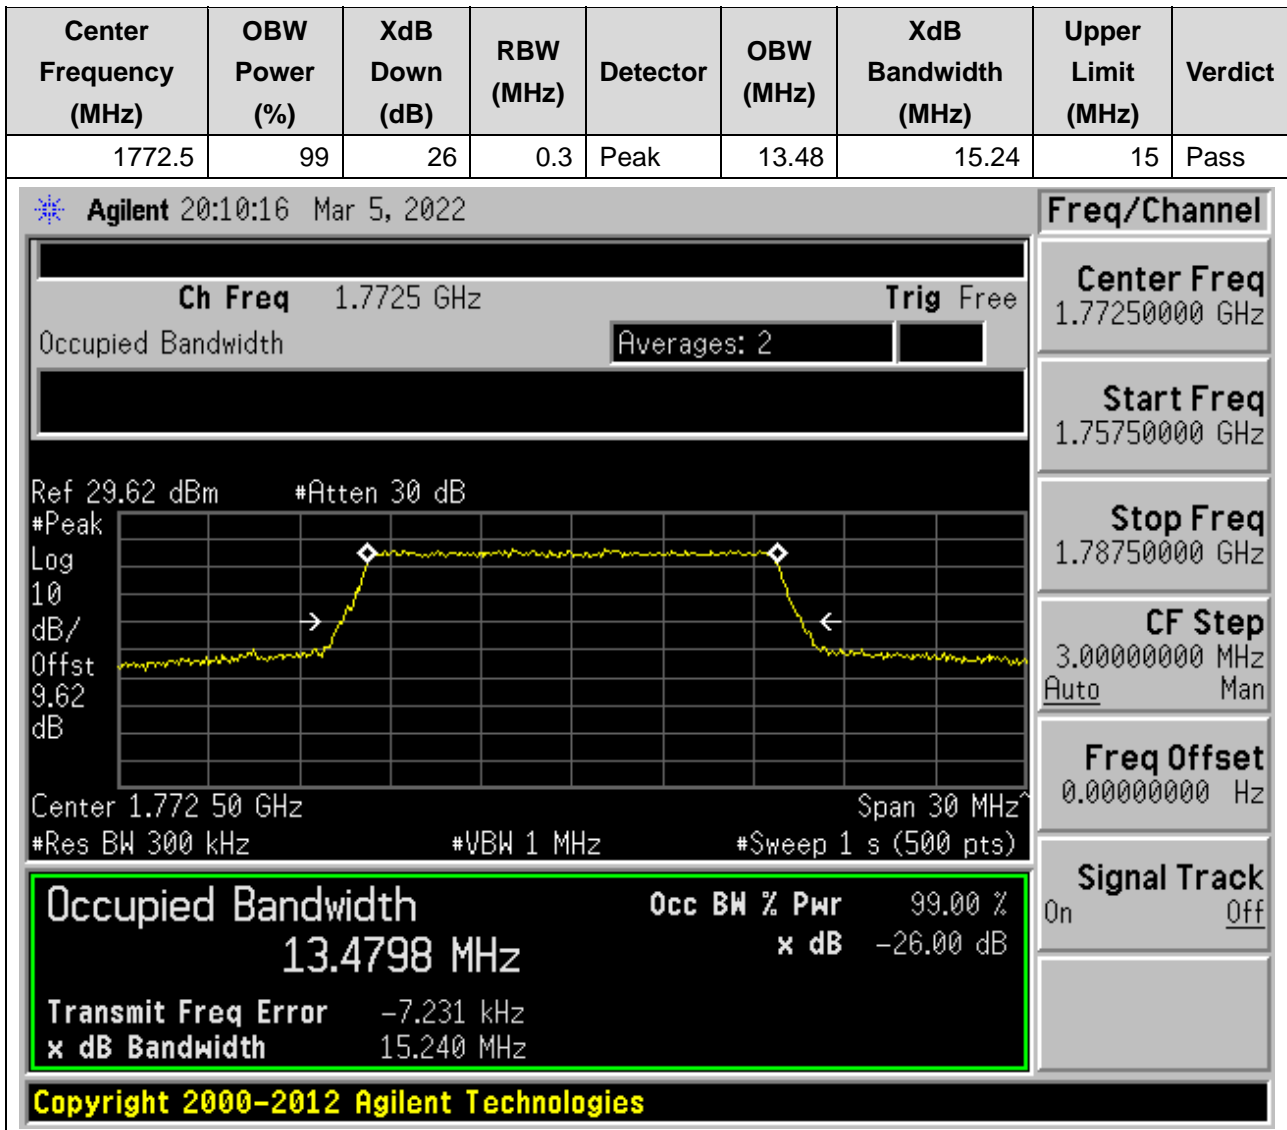 Center Frequency (MHz) OBW Power (%) XdB Down (dB) RBW (MHz) Detector OBW (MHz) XdB Bandwidth (MHz) Upper Limit (MHz) Verdict
1772.5 99 26 0.3 Peak 13.48 15.24 15 Pass
Agilent 20:10:16 Mar 5, 2022
Ch Freq 1.7725 GHz Trig Free
Occupied Bandwidth Averages: 2
Ref 29.62 dBm #Atten 30 dB
#Peak
Log
10
dB/
Offst
9.62
dB
Center 1.772 50 GHz Span 30 MHz^
#Res BW 300 kHz #VBW 1 MHz #Sweep 1 s (500 pts)
Occupied Bandwidth Occ BW % Pwr 99.00 %
13.4798 MHz x dB -26.00 dB
Transmit Freq Error -7.231 kHz
x dB Bandwidth 15.240 MHz
Copyright 2000-2012 Agilent Technologies
Freq/Channel
Center Freq
1.77250000 GHz
Start Freq
1.75750000 GHz
Stop Freq
1.78750000 GHz
CF Step
3.00000000 MHz
Auto Man
Freq Offset
0.00000000 Hz
Signal Track
On Off